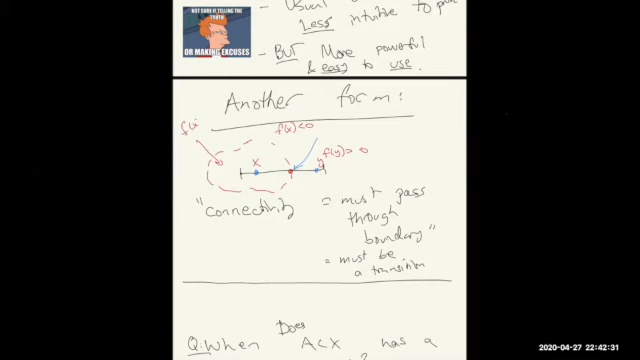 Usual
NOT SURE IF TELLING THE
TRUTH
OR MAKING EXCUSES
Less intuitive to
- BUT More powerful
& easy to use.
Another form:
f(x) f(x)<0
x y f(y)> 0
"connectivity = must pass
through
boundary"
= must be
a transition
Does
Q: When A⊂X has a
2020-04-27 22:42:31